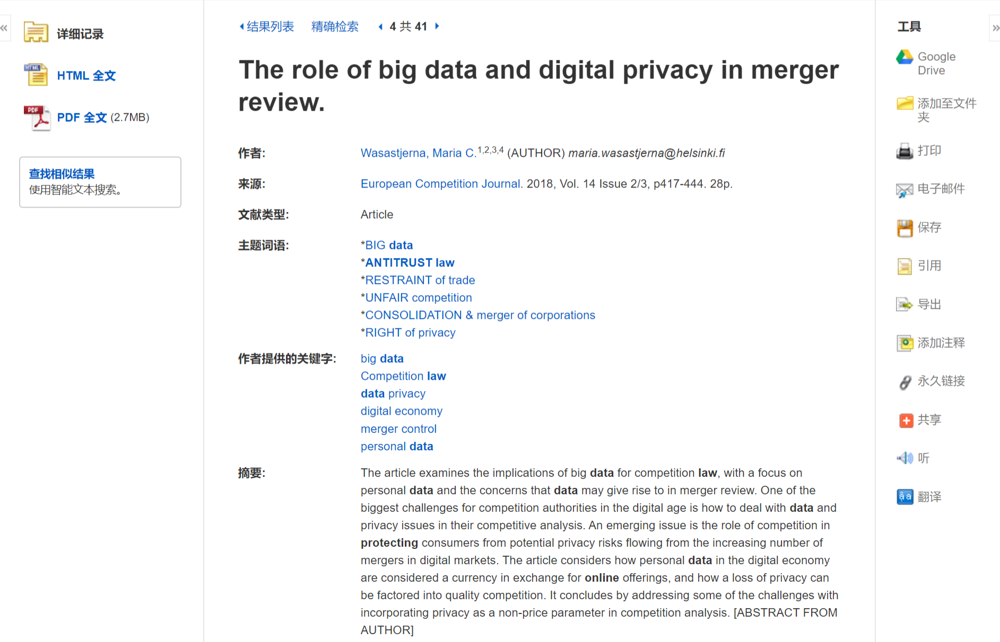 «
详细记录
HTML
HTML 全文
PDF
PDF 全文 (2.7MB)
查找相似结果
使用智能文本搜索。
结果列表 精确检索 4 共 41
The role of big data and digital privacy in merger
review.
作者: Wasastjerna, Maria C.1,2,3,4 (AUTHOR) maria.wasastjerna@helsinki.fi
来源: European Competition Journal. 2018, Vol. 14 Issue 2/3, p417-444. 28p.
文献类型: Article
主题词语: *BIG data
*ANTITRUST law
*RESTRAINT of trade
*UNFAIR competition
*CONSOLIDATION & merger of corporations
*RIGHT of privacy
作者提供的关键字: big data
Competition law
data privacy
digital economy
merger control
personal data
摘要: The article examines the implications of big data for competition law, with a focus on
personal data and the concerns that data may give rise to in merger review. One of the
biggest challenges for competition authorities in the digital age is how to deal with data and
privacy issues in their competitive analysis. An emerging issue is the role of competition in
protecting consumers from potential privacy risks flowing from the increasing number of
mergers in digital markets. The article considers how personal data in the digital economy
are considered a currency in exchange for online offerings, and how a loss of privacy can
be factored into quality competition. It concludes by addressing some of the challenges with
incorporating privacy as a non-price parameter in competition analysis. [ABSTRACT FROM
AUTHOR]
工具
»
Google
Drive
添加至文件
夹
打印
电子邮件
保存
引用
导出
添加注释
永久链接
共享
听
翻译